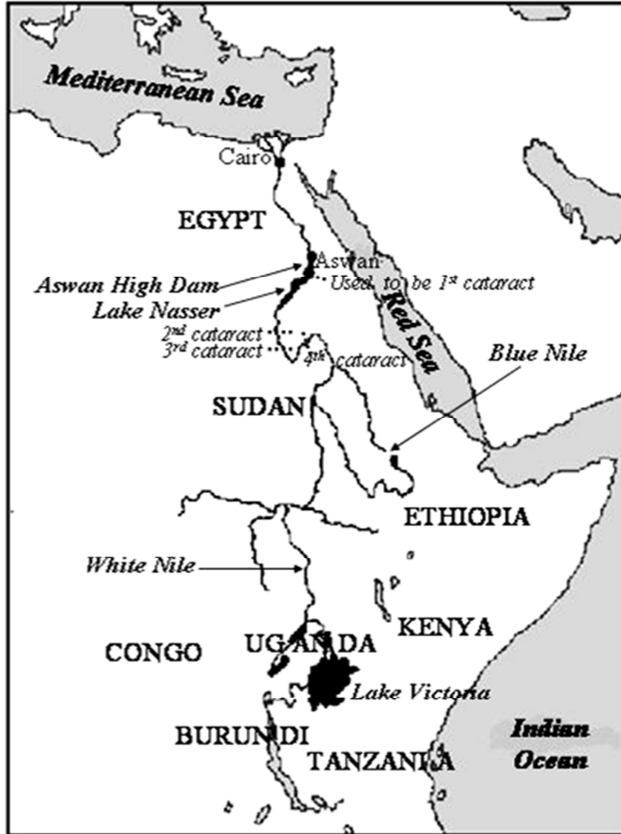 Mediterranean Sea
Cairo
EGYPT
Aswan
Aswan High Dam
Used to be 1st cataract
Lake Nasser
Red Sea
2nd cataract
3rd cataract
4th cataract
Blue Nile
SUDAN
ETHIOPIA
White Nile
KENYA
UGANDA
CONGO
Lake Victoria
BURUNDI
TANZANIA
Indian
Ocean